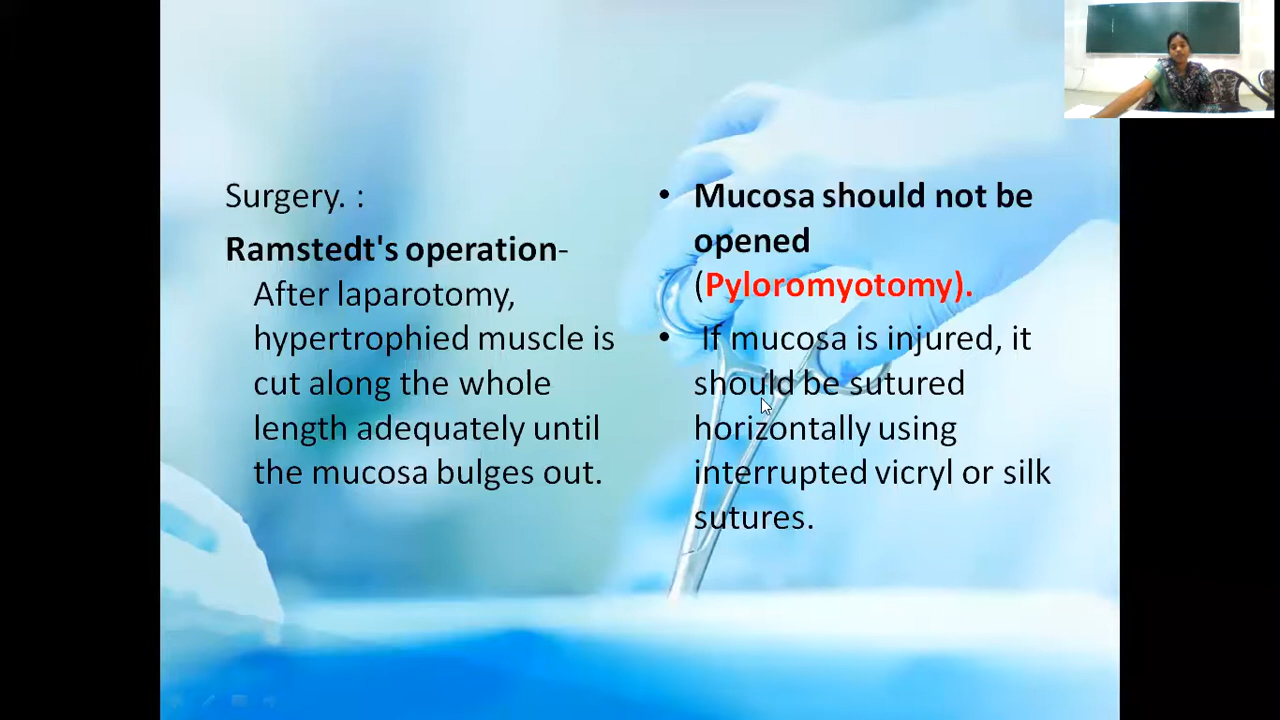 Surgery. :
Ramstedt's operation-
After laparotomy,
hypertrophied muscle is
cut along the whole
length adequately until
the mucosa bulges out.
• Mucosa should not be
opened
(Pyloromyotomy).
• If mucosa is injured, it
should be sutured
horizontally using
interrupted vicryl or silk
sutures.